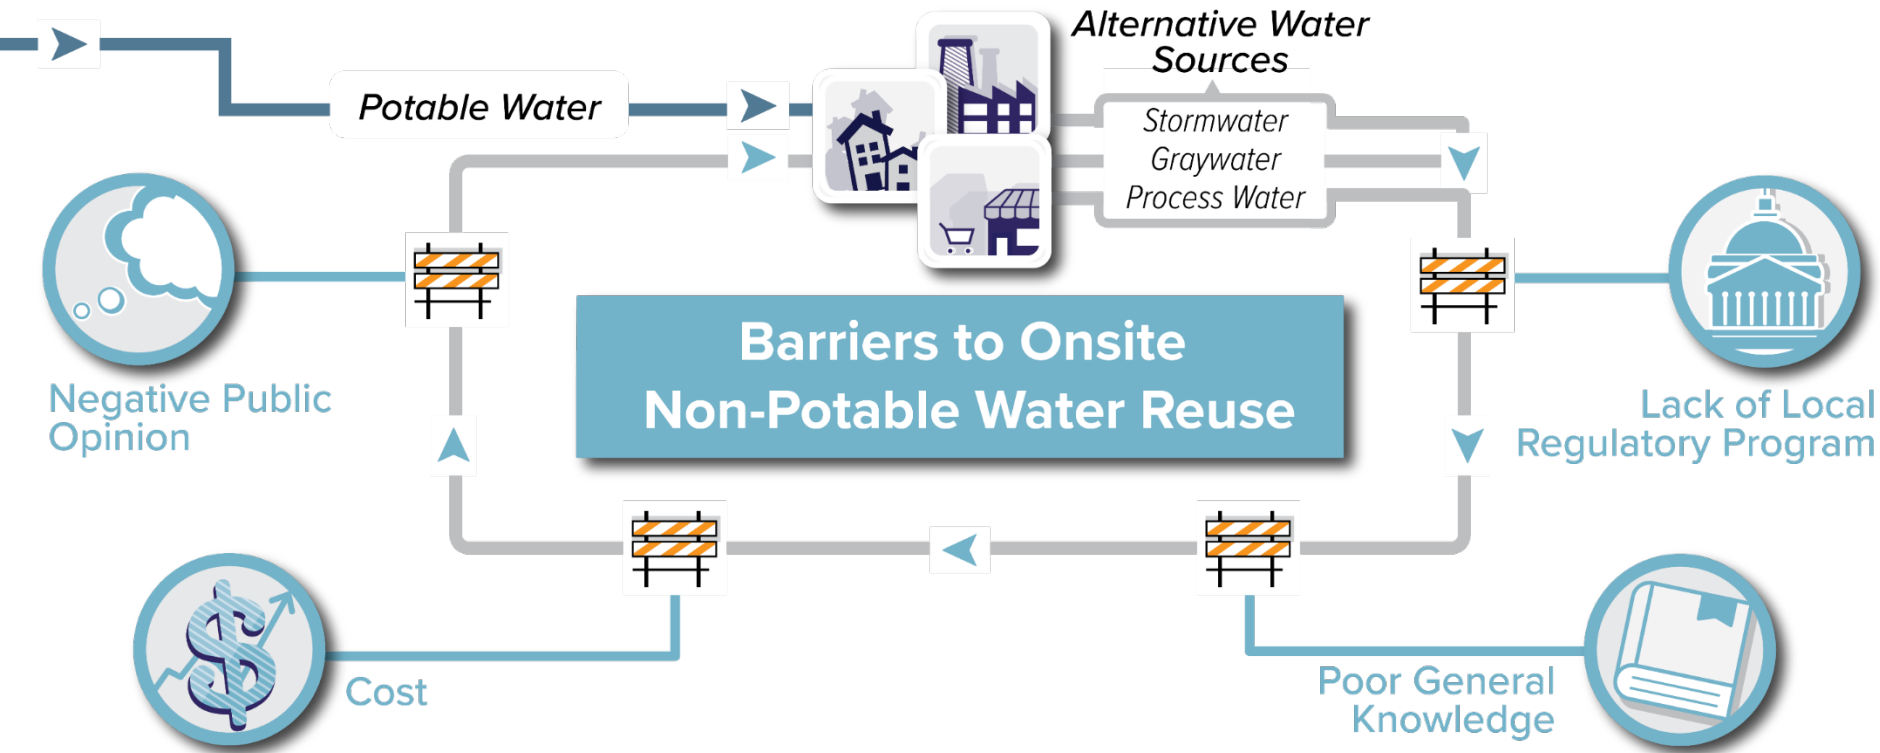 Alternative Water
Sources
Potable Water
Stormwater
Graywater
Process Water
Barriers to Onsite
Non-Potable Water Reuse
Negative Public
Opinion
Lack of Local
Regulatory Program
Cost
Poor General
Knowledge